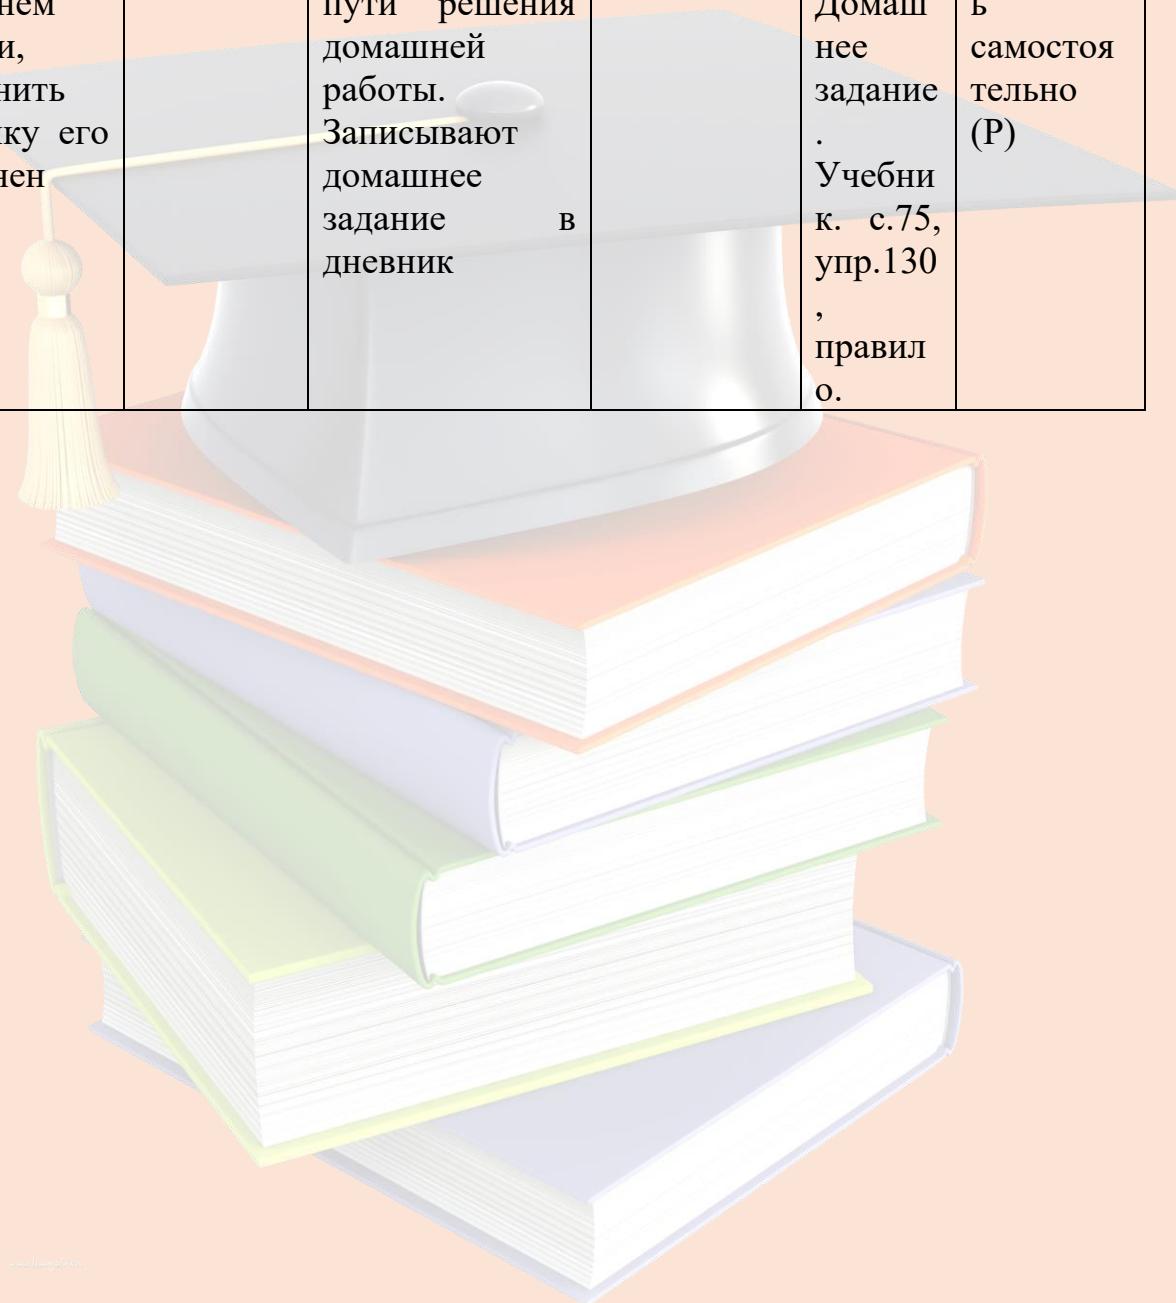 нем
и,
нить
ку его
нен
пути решения
домашней
работы.
Записывают
домашнее
задание в
дневник
Домаш
нее
задание
.
Учебни
к. с.75,
упр.130
,
правил
о.
ь
самостоя
тельно
(Р)